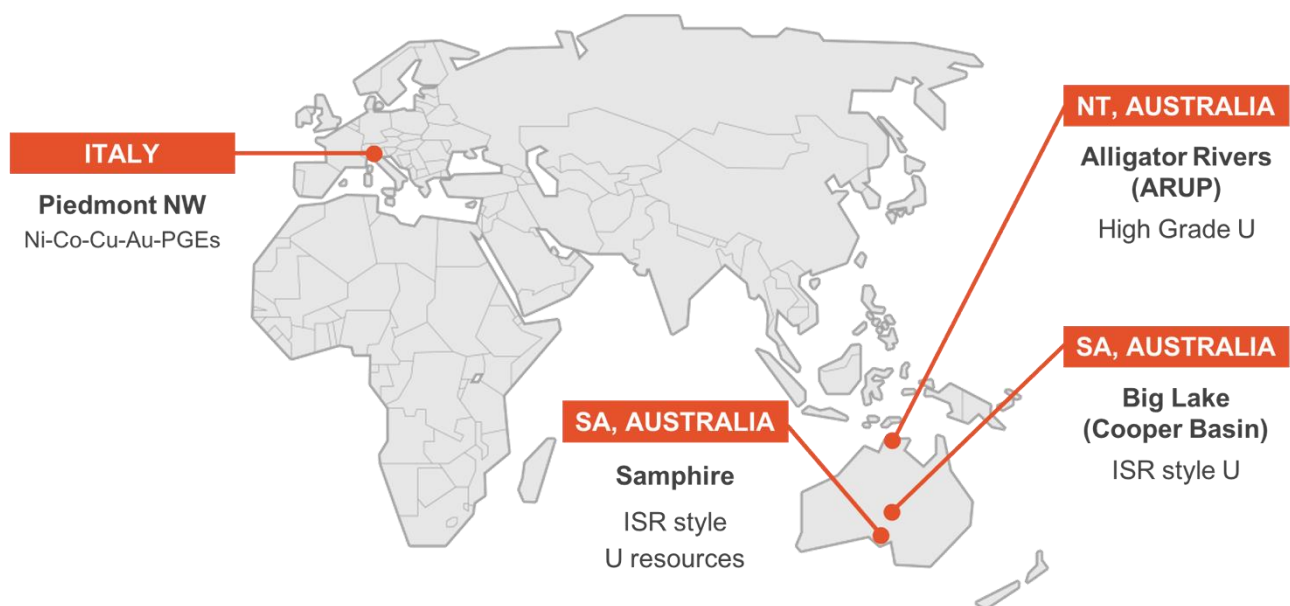 ITALY
Piedmont NW
Ni-Co-Cu-Au-PGEs
NT, AUSTRALIA
Alligator Rivers
(ARUP)
High Grade U
SA, AUSTRALIA
Big Lake
(Cooper Basin)
ISR style U
SA, AUSTRALIA
Samphire
ISR style
U resources